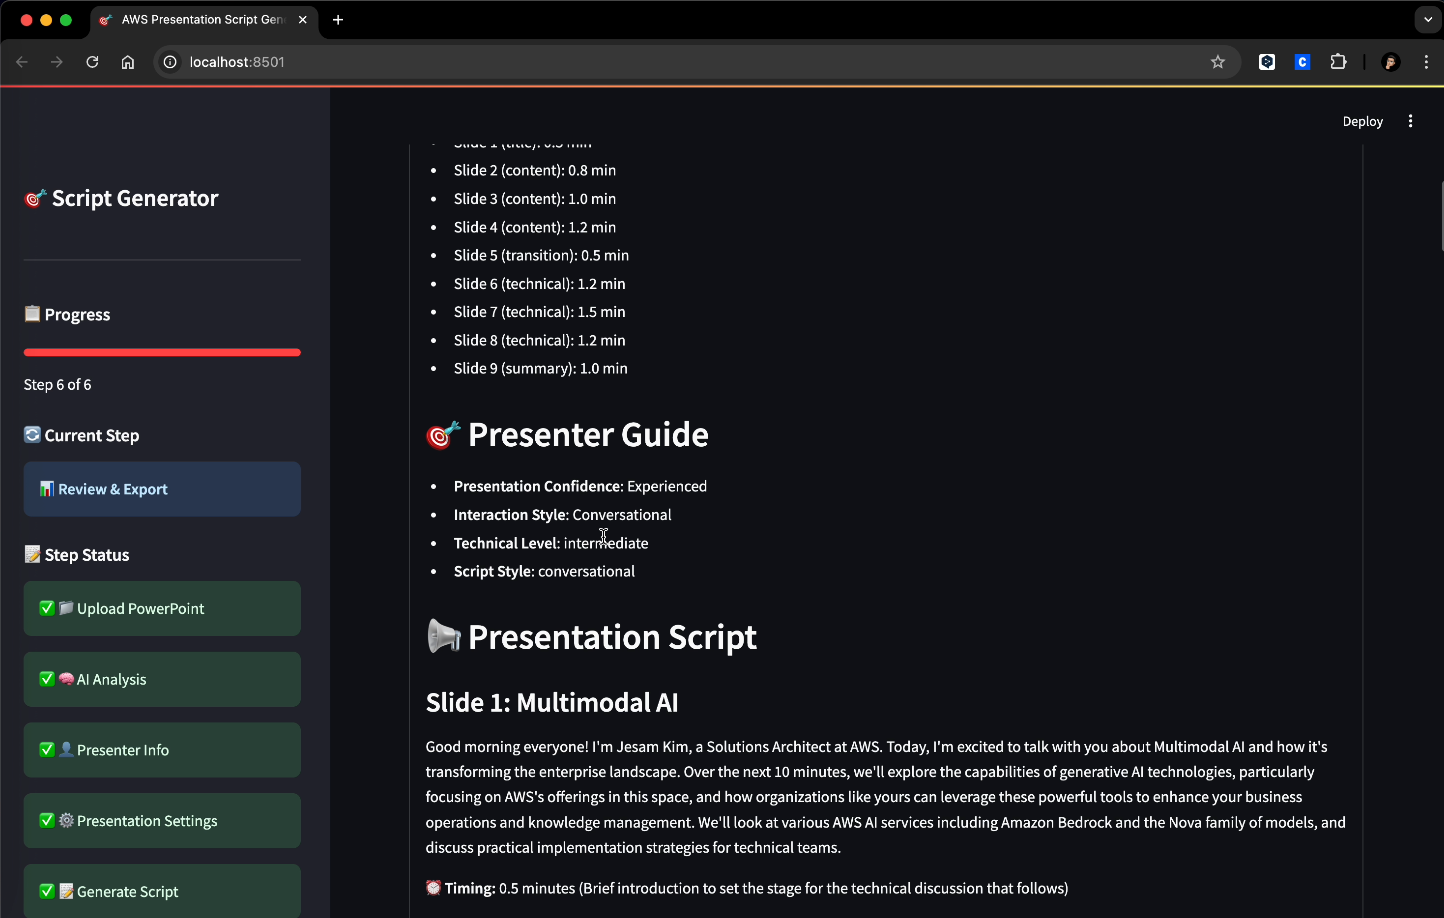 AWS Presentation Script Gen
localhost:8501
Deploy
Script Generator
Progress
Step 6 of 6
Current Step
Review & Export
Step Status
Upload PowerPoint
AI Analysis
Presenter Info
Presentation Settings
Generate Script
Slide 1 (title): 0.5 min
Slide 2 (content): 0.8 min
Slide 3 (content): 1.0 min
Slide 4 (content): 1.2 min
Slide 5 (transition): 0.5 min
Slide 6 (technical): 1.2 min
Slide 7 (technical): 1.5 min
Slide 8 (technical): 1.2 min
Slide 9 (summary): 1.0 min
Presenter Guide
Presentation Confidence: Experienced
Interaction Style: Conversational
Technical Level: intermediate
Script Style: conversational
Presentation Script
Slide 1: Multimodal AI
Good morning everyone! I'm Jesam Kim, a Solutions Architect at AWS. Today, I'm excited to talk with you about Multimodal AI and how it's
transforming the enterprise landscape. Over the next 10 minutes, we'll explore the capabilities of generative AI technologies, particularly
focusing on AWS's offerings in this space, and how organizations like yours can leverage these powerful tools to enhance your business
operations and knowledge management. We'll look at various AWS AI services including Amazon Bedrock and the Nova family of models, and
discuss practical implementation strategies for technical teams.
Timing: 0.5 minutes (Brief introduction to set the stage for the technical discussion that follows)